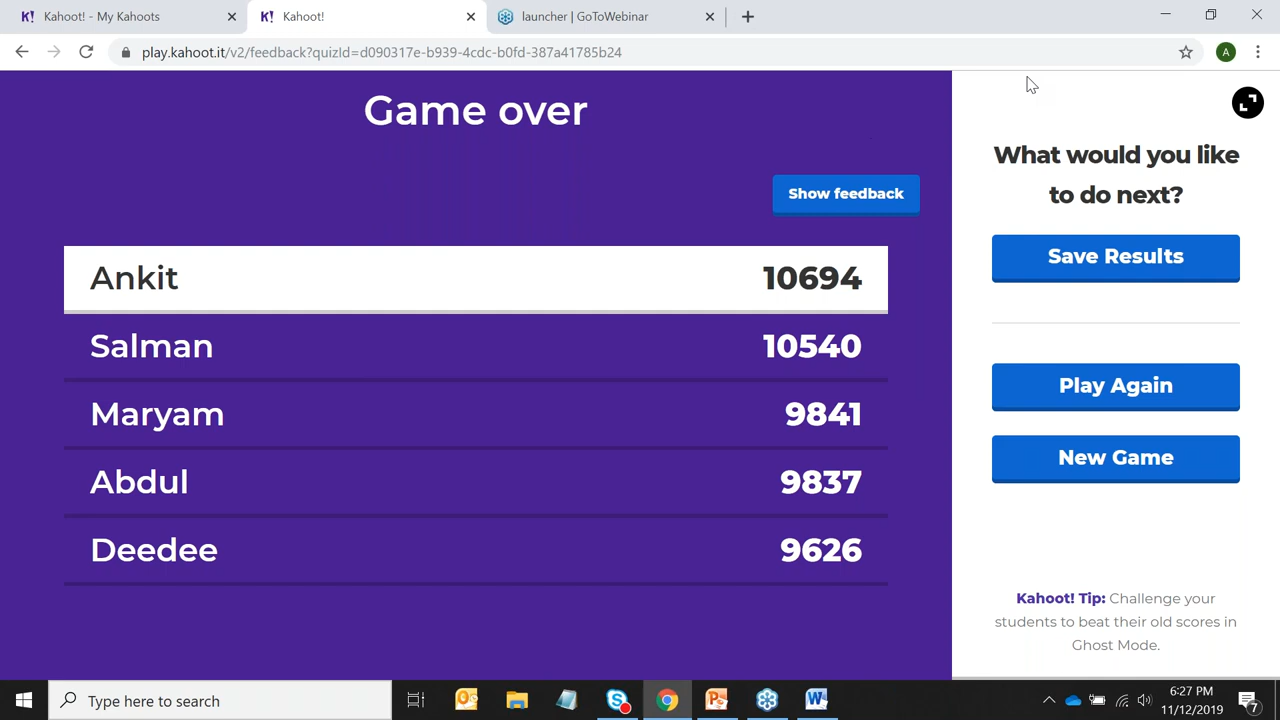 K! Kahoot! - My Kahoots
K! Kahoot!
launcher | GoToWebinar
play.kahoot.it/v2/feedback?quizId=d090317e-b939-4cdc-b0fd-387a41785b24
A
Game over
Show feedback
Ankit 10694
Salman 10540
Maryam 9841
Abdul 9837
Deedee 9626
What would you like
to do next?
Save Results
Play Again
New Game
Kahoot! Tip: Challenge your
students to beat their old scores in
Ghost Mode.
Type here to search
6:27 PM
11/12/2019
7